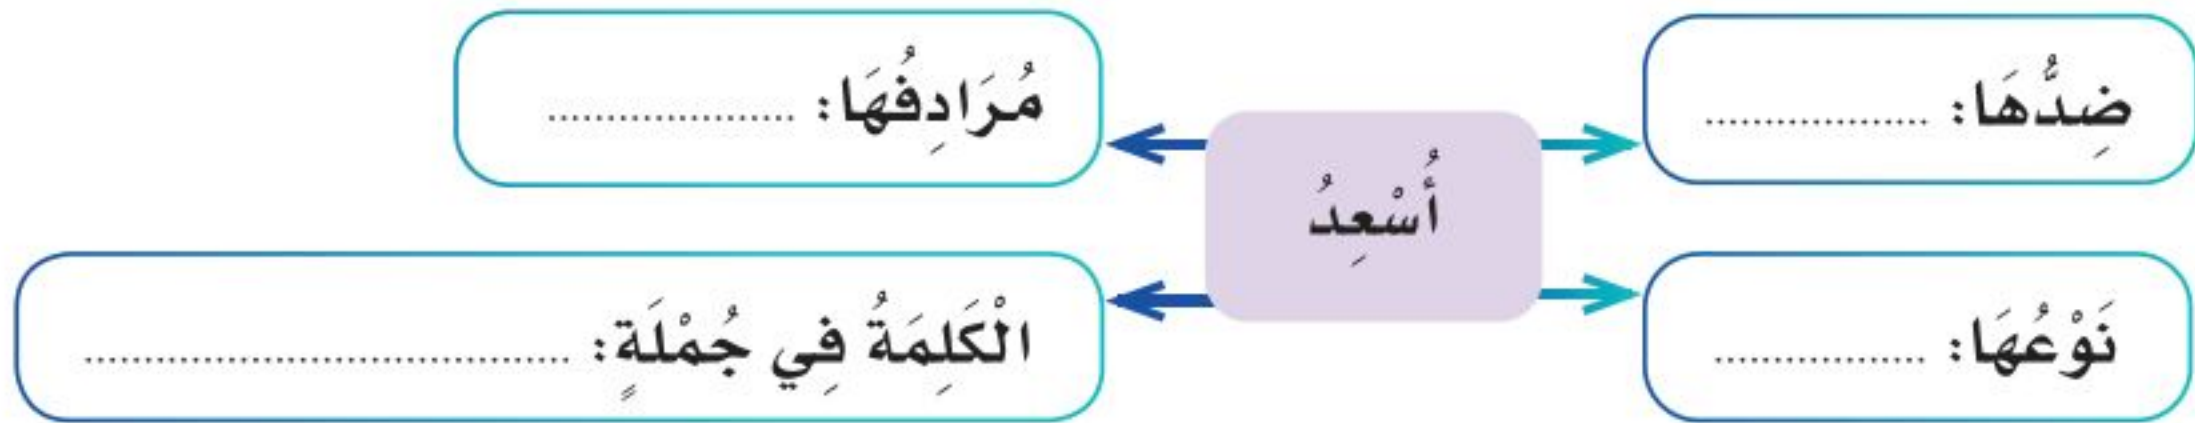 ضِدُّهَا: ..................
مُرَادِفُهَا: ....................
أُسْعِدُ
نَوْعُهَا: .................
الْكَلِمَةُ فِي جُمْلَةٍ: .......................................